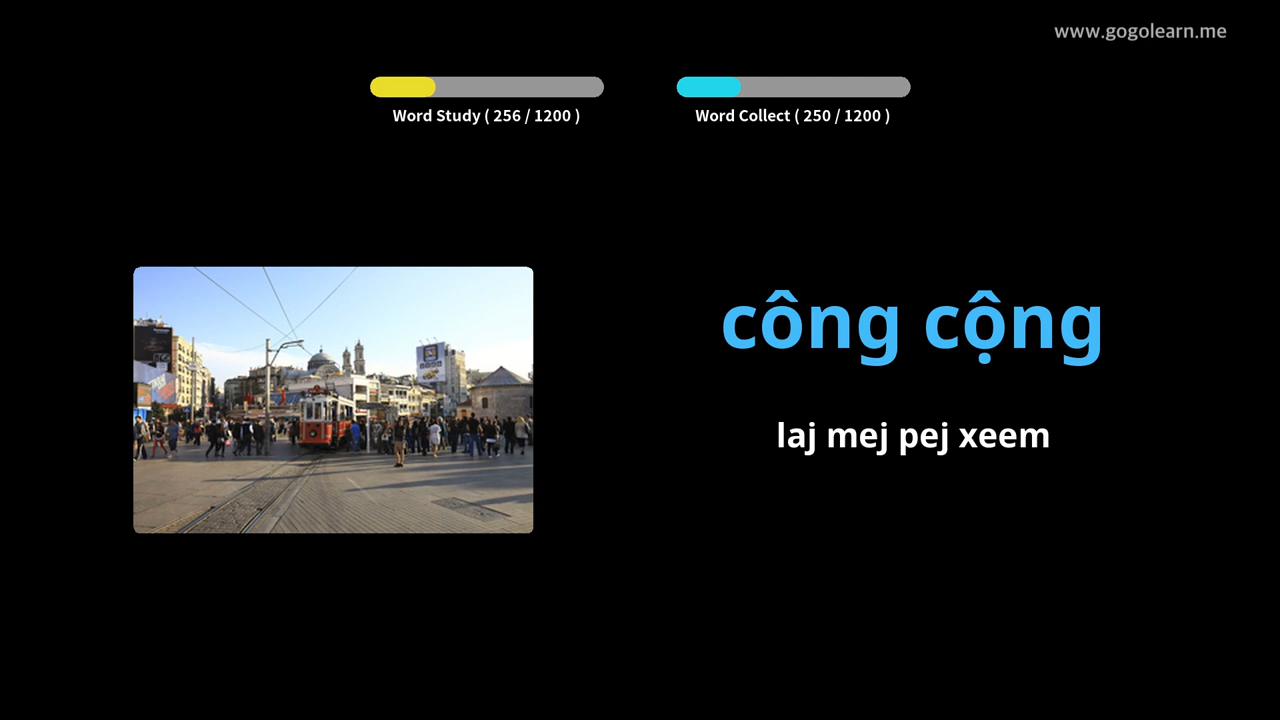 www.gogolearn.me
Word Study ( 256 / 1200 )
Word Collect ( 250 / 1200 )
công cộng
laj mej pej xeem